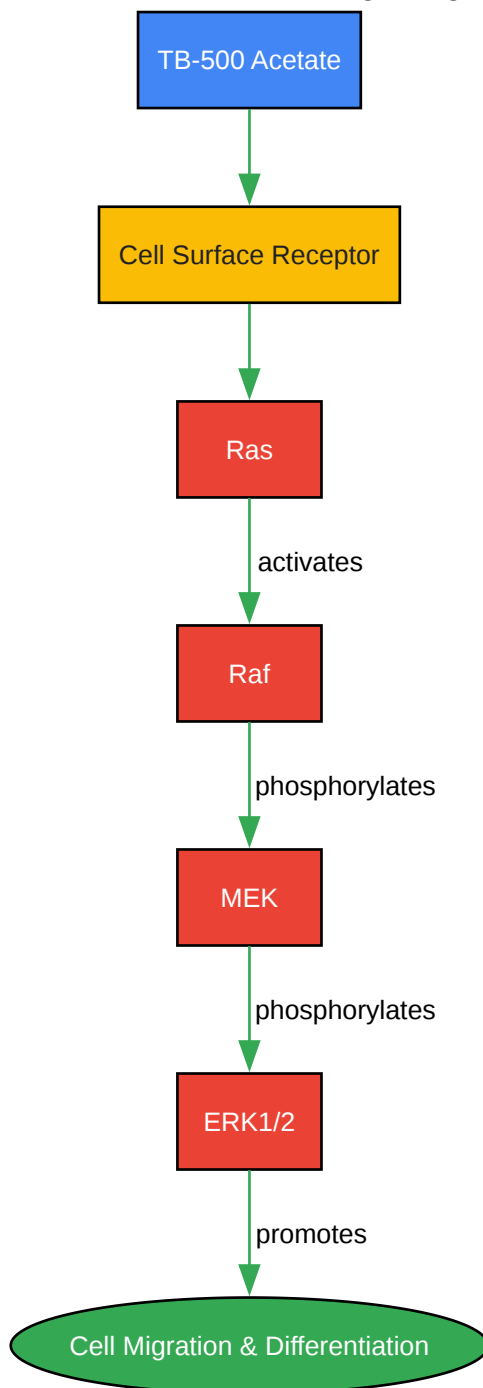 TB-500 Acetate
Cell Surface Receptor
Ras
activates
Raf
phosphorylates
MEK
phosphorylates
ERK1/2
promotes
Cell Migration & Differentiation